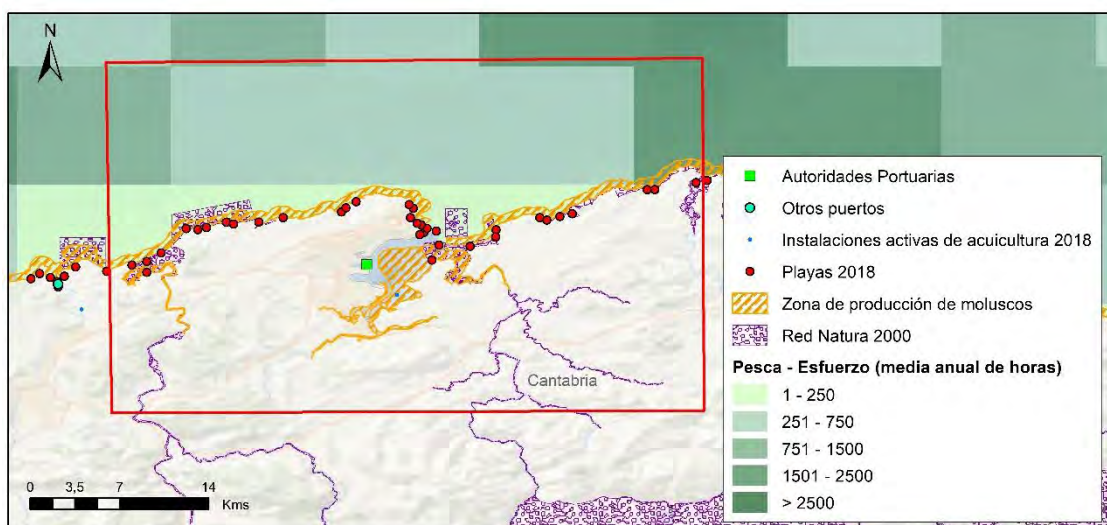 N
Cantabria
0 3,5 7 14
Kms
Autoridades Portuarias
Otros puertos
Instalaciones activas de acuicultura 2018
Playas 2018
Zona de producción de moluscos
Red Natura 2000
Pesca - Esfuerzo (media anual de horas)
1 - 250
251 - 750
751 - 1500
1501 - 2500
> 2500